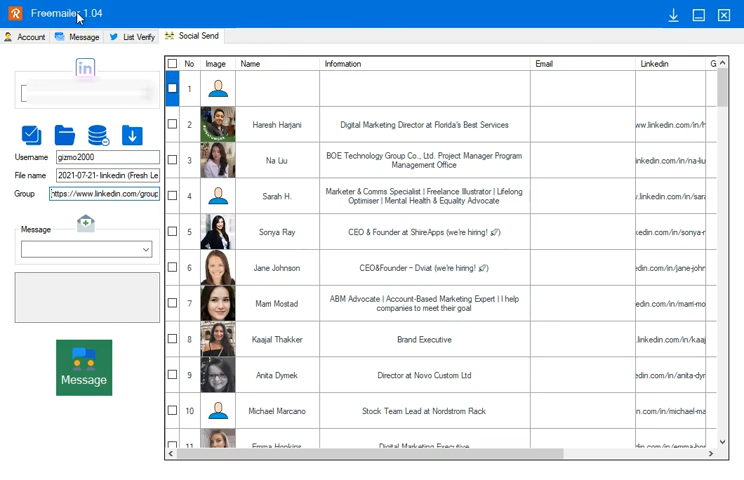 Freemailer 1.04
Account
Message
List Verify
Social Send
in
Username
gizmo2000
File name
2021-07-21- linkedin (Fresh Le
Group
https://www.linkedin.com/group
Message
Message
No Image Name Information Email Linkedin G
1
2 Haresh Harjani Digital Marketing Director at Florida's Best Services ww.linkedin.com/in/h
3 Na Liu BOE Technology Group Co., Ltd. Project Manager Program
Management Office edin.com/in/na-liu
4 Sarah H. Marketer & Comms Specialist | Freelance Illustrator | Lifelong
Optimiser | Mental Health & Equality Advocate v.linkedin.com/in/sara
5 Sonya Ray CEO & Founder at ShireApps (we're hiring! edin.com/in/sonya-r
6 Jane Johnson CEO&Founder – Dviat (we're hiring! edin.com/in/jane-john
7 Marri Mostad ABM Advocate | Account-Based Marketing Expert | I help
companies to meet their goal edin.com/in/marri-mo
8 Kaajal Thakker Brand Executive .linkedin.com/in/kaaj
9 Anita Dymek Director at Novo Custom Ltd edin.com/in/anita-dyr
10 Michael Marcano Stock Team Lead at Nordstrom Rack n.com/in/michael-ma
11 Emma Hopkins Digital Marketing Executive